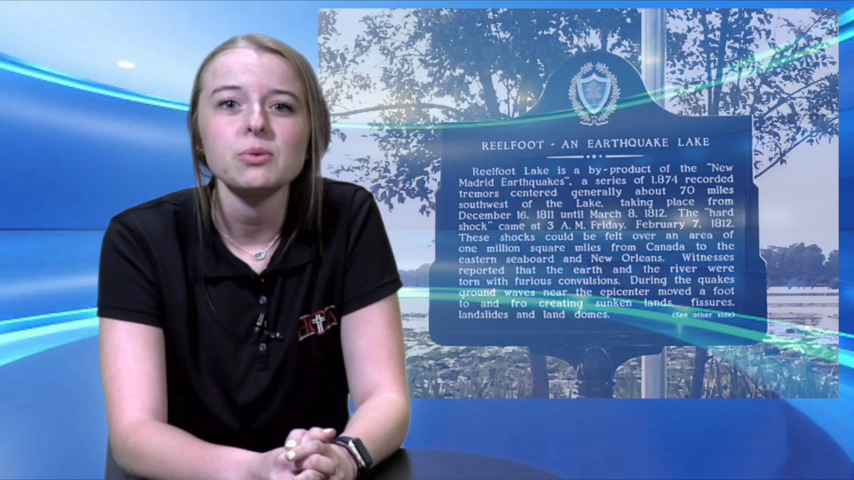 REELFOOT - AN EARTHQUAKE LAKE
Reelfoot Lake is a by-product of the "New
Madrid Earthquakes", a series of 1,874 recorded
tremors centered generally about 70 miles
southwest of the Lake, taking place from
December 16, 1811 until March 8, 1812. The "hard
shock" came at 3 A. M. Friday, February 7, 1812.
These shocks could be felt over an area of
one million square miles from Canada to the
eastern seaboard and New Orleans. Witnesses
reported that the earth and the river were
torn with furious convulsions. During the quakes
ground waves near the epicenter moved a foot
to and fro creating sunken lands, fissures,
landslides and land domes. (See other side)